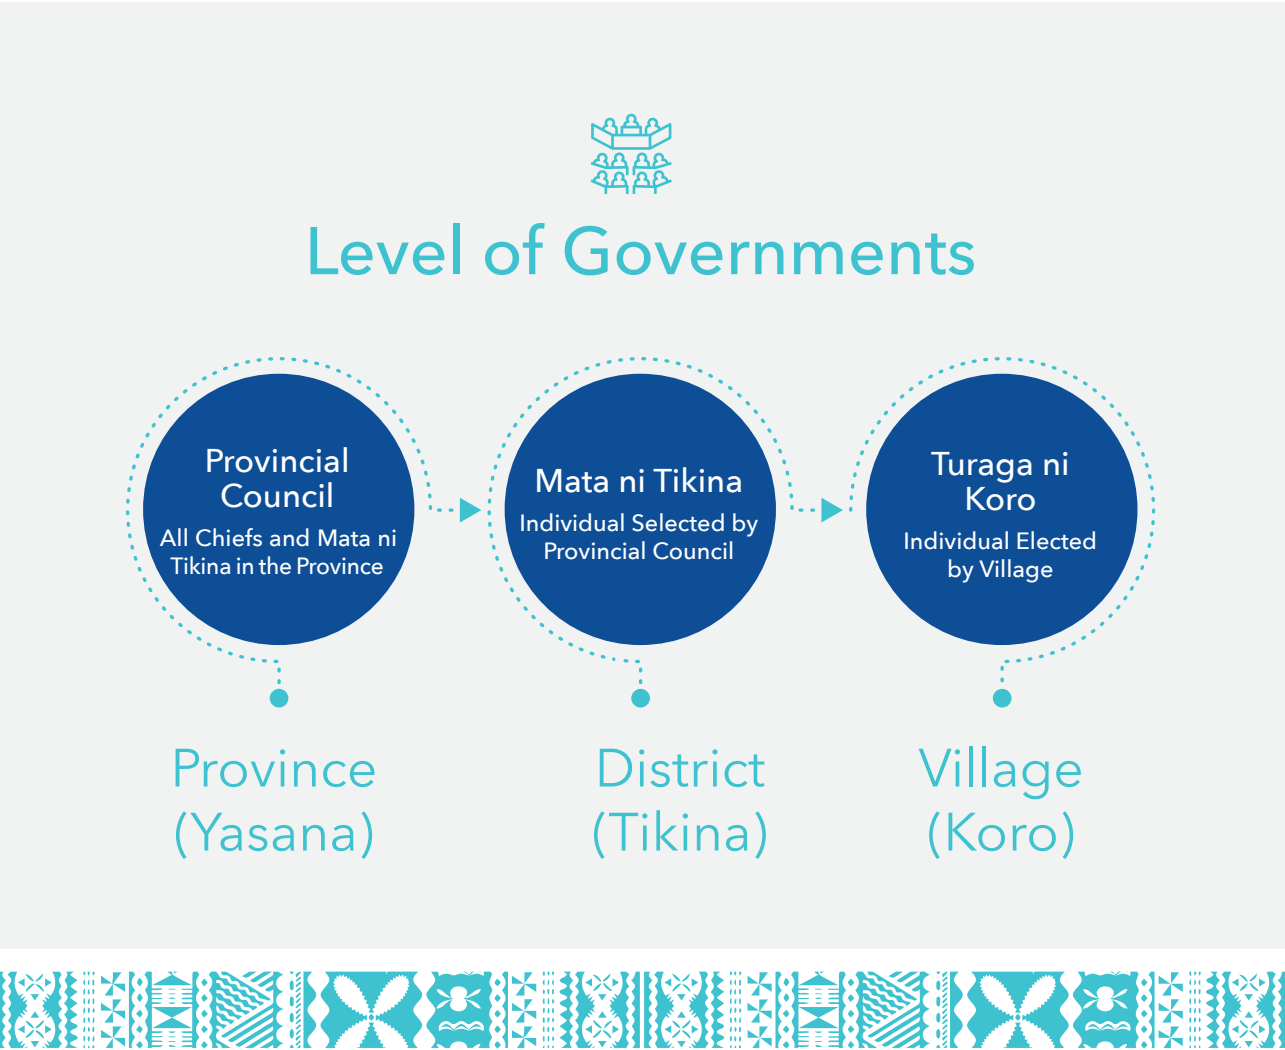 Level of Governments
Provincial
Council
All Chiefs and Mata ni
Tikina in the Province
Mata ni Tikina
Individual Selected by
Provincial Council
Turaga ni
Koro
Individual Elected
by Village
Province
(Yasana)
District
(Tikina)
Village
(Koro)